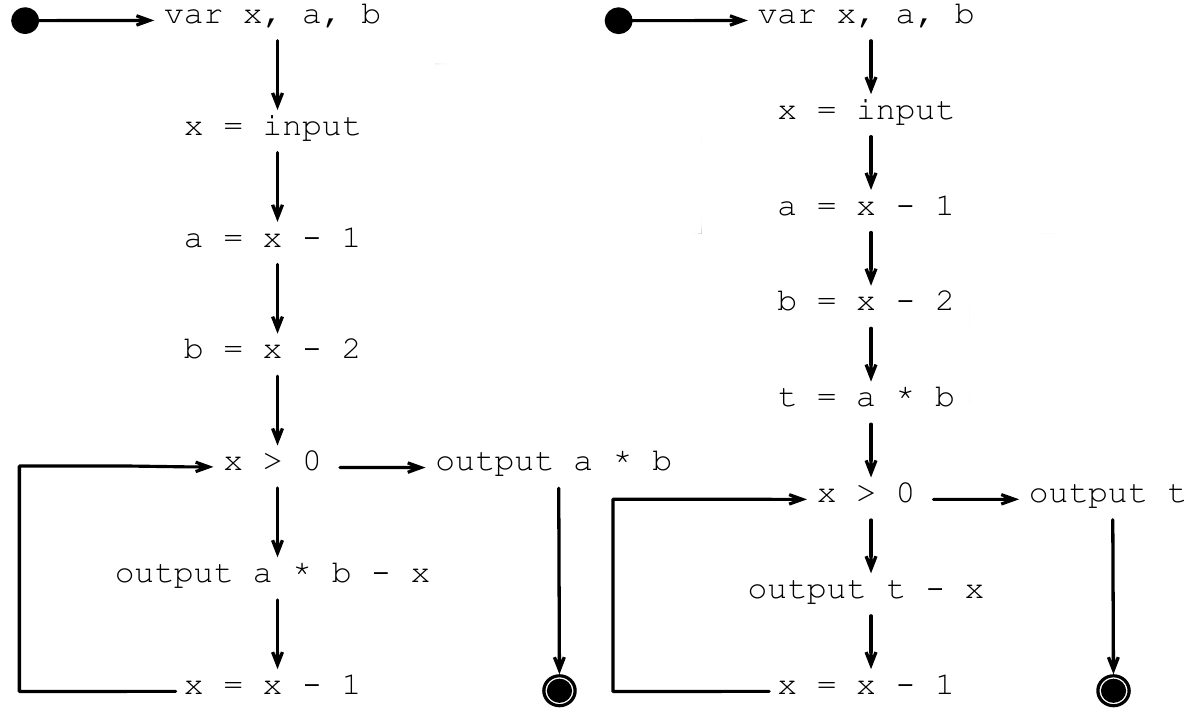 var x, a, b
x = input
a = x - 1
b = x - 2
x > 0
output a * b
output a * b - x
x = x - 1
var x, a, b
x = input
a = x - 1
b = x - 2
t = a * b
x > 0
output t
output t - x
x = x - 1